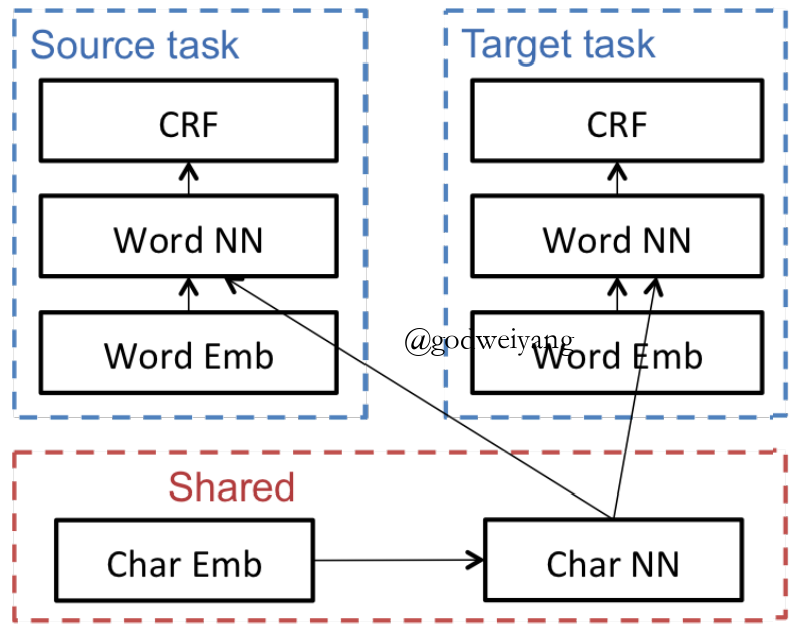 Source task
CRF
Word NN
Word Emb
Target task
CRF
Word NN
Word Emb
@godweiyang
Shared
Char Emb
Char NN